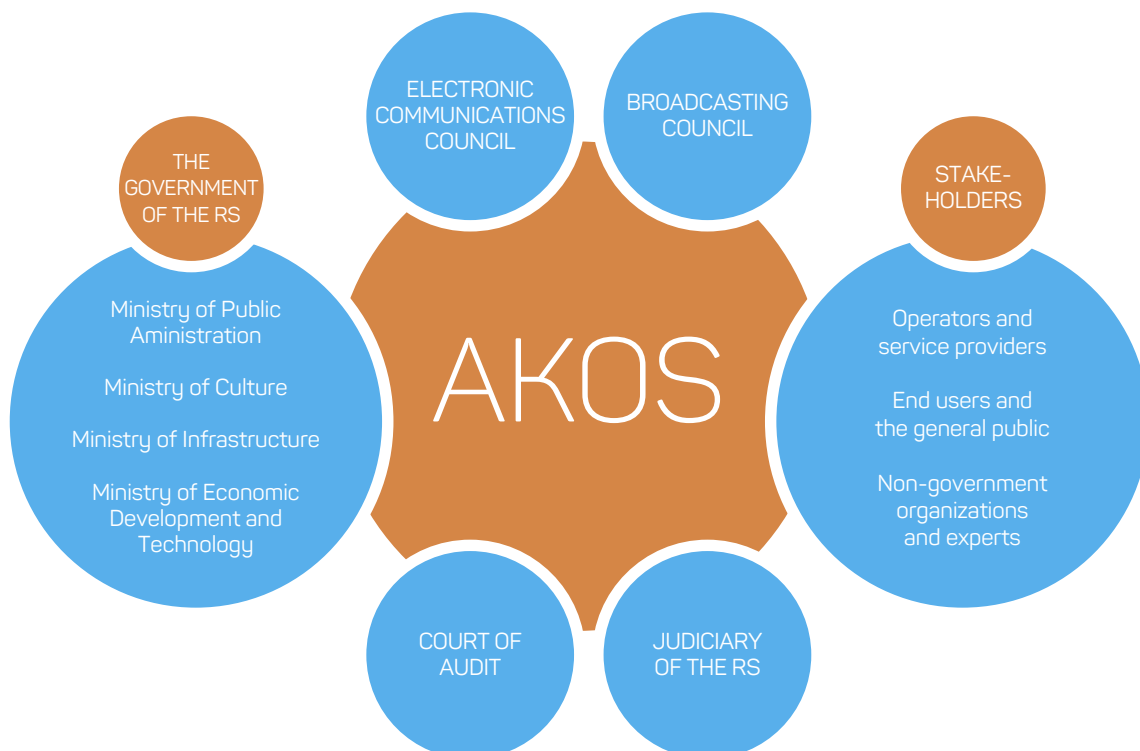 ELECTRONIC
COMMUNICATIONS
COUNCIL
BROADCASTING
COUNCIL
THE
GOVERNMENT
OF THE RS
STAKE-
HOLDERS
Ministry of Public
Aministration
Ministry of Culture
Ministry of Infrastructure
Ministry of Economic
Development and
Technology
AKOS
Operators and
service providers
End users and
the general public
Non-government
organizations
and experts
COURT OF
AUDIT
JUDICIARY
OF THE RS